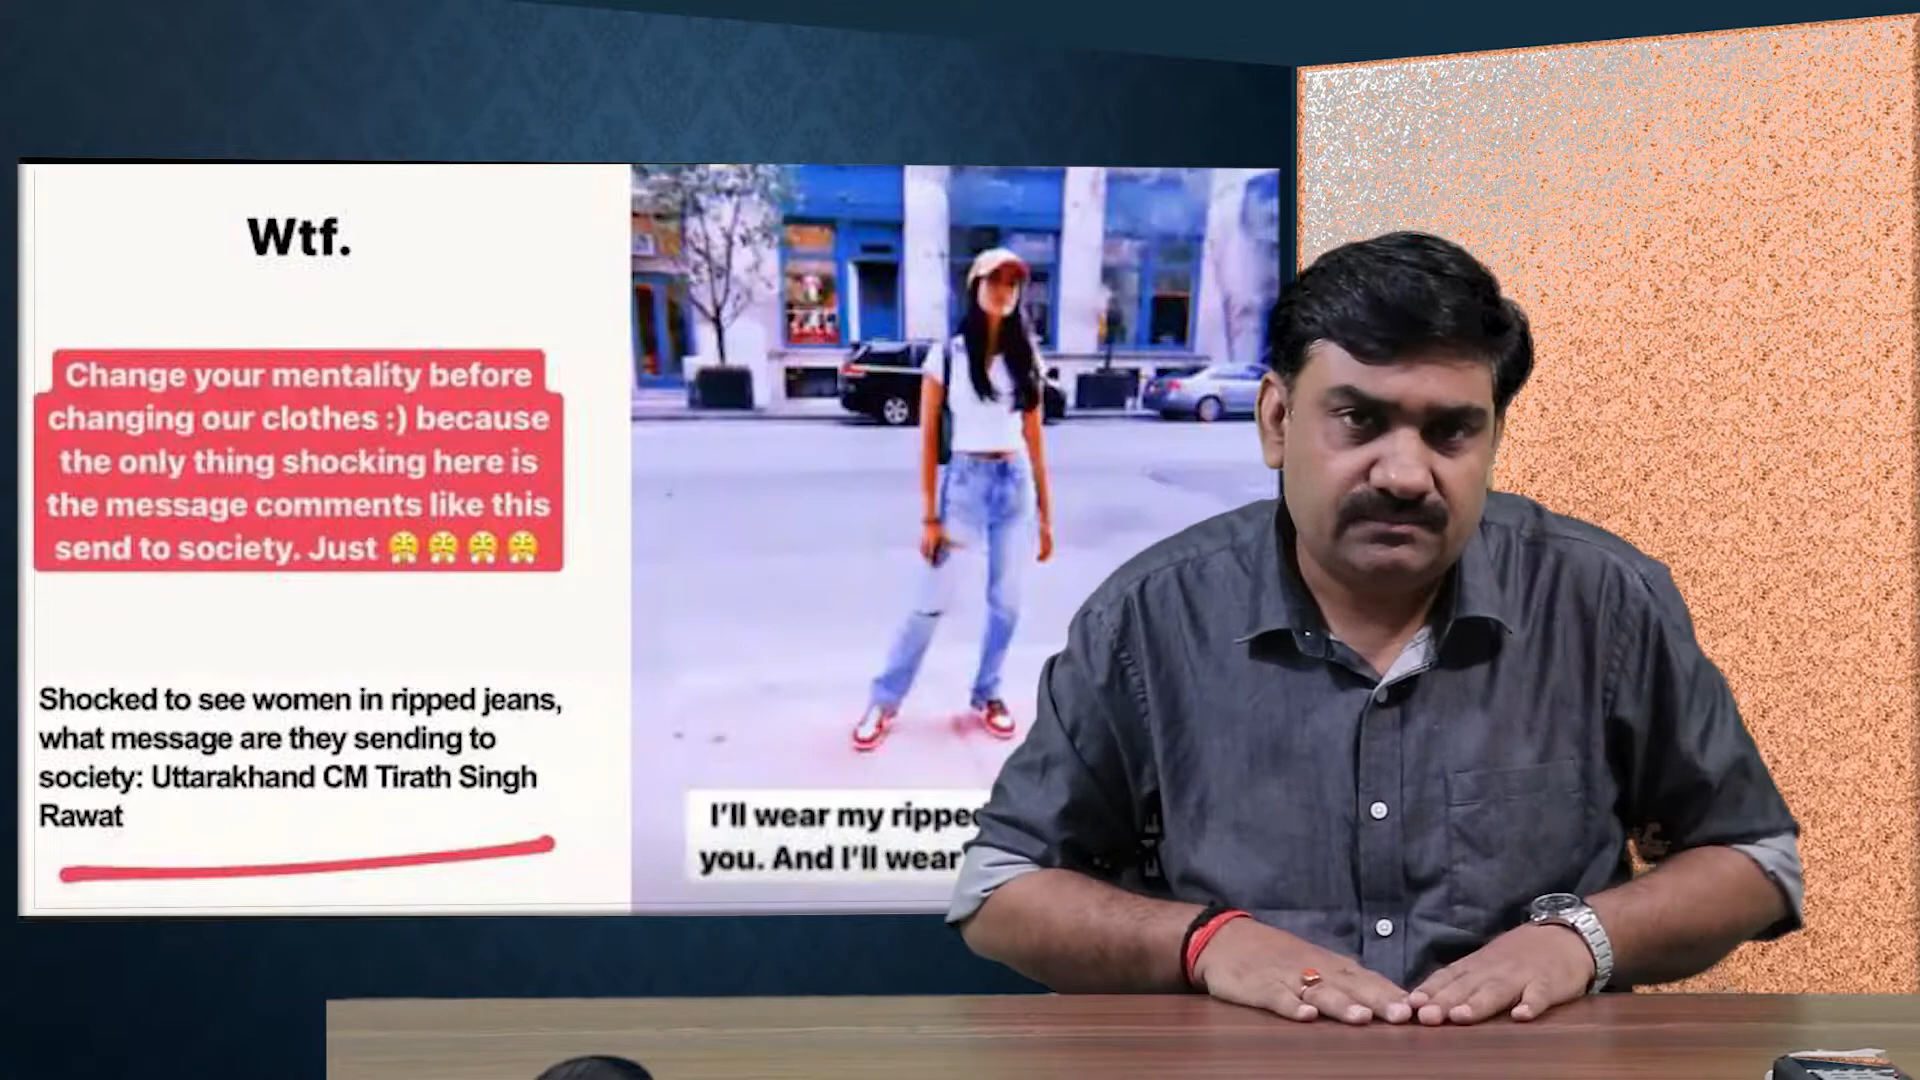 Wtf.
Change your mentality before
changing our clothes :) because
the only thing shocking here is
the message comments like this
send to society. Just 😤 😤 😤 😤
Shocked to see women in ripped jeans,
what message are they sending to
society: Uttarakhand CM Tirath Singh
Rawat
I'll wear my ripped
you. And I'll wear